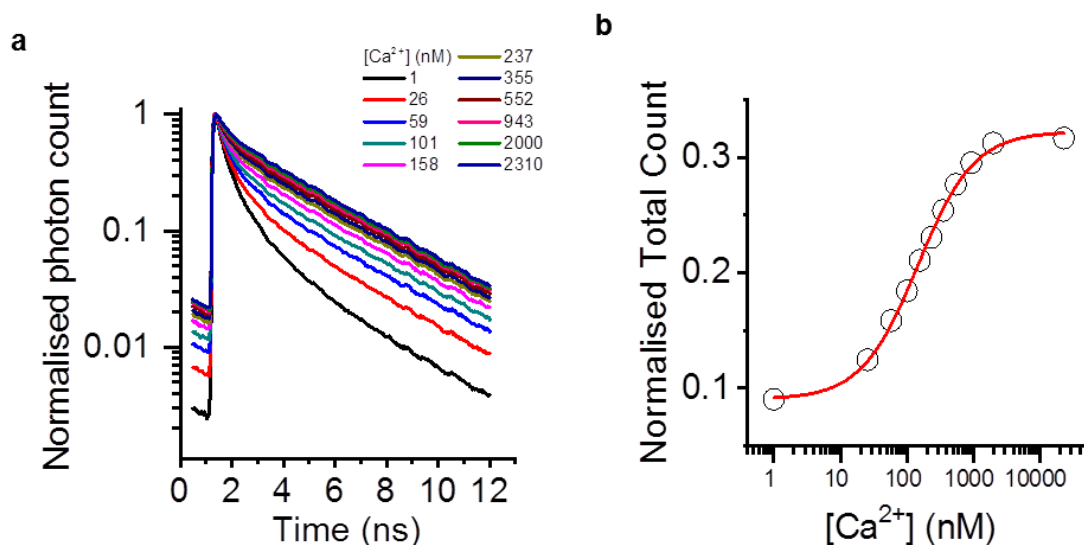 a
[Ca²⁺] (nM)
1
26
59
101
158
237
355
552
943
2000
2310
Normalised photon count
1
0.1
0.01
0 2 4 6 8 10 12
Time (ns)
b
Normalised Total Count
0.3
0.2
0.1
1 10 100 1000 10000
[Ca²⁺] (nM)